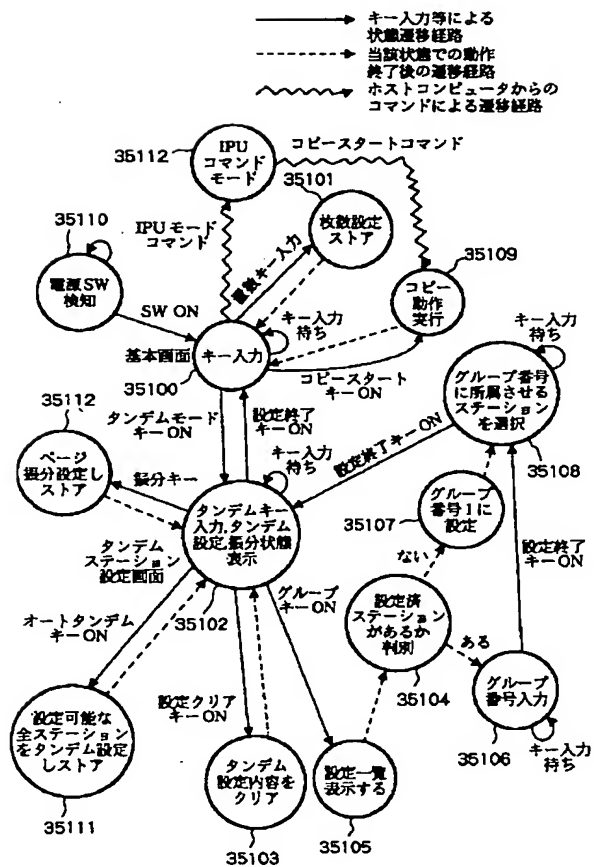 キー入力等による
状態遷移経路
当該状態での動作
終了後の遷移経路
ホストコンピュータからの
コマンドによる遷移経路
35112
IPU
コマンド
モード
コピースタートコマンド
35101
枚数設定
ストア
35110
電源SW
検知
IPUモード
コマンド
置数キー入力
35109
コピー
動作
実行
SW ON
キー入力
待ち
基本画面
キー入力
35100
コピースタート
キーON
キー入力
待ち
グループ番号
に所属させる
ステーション
を選択
35108
タンデムモード
キーON
設定終了
キーON
35112
ページ
振分設定し
ストア
振分キー
キー入力
待ち
設定終了キーON
タンデムキー
入力,タンデム
設定,振分状態
表示
35102
グループ
番号1に
設定
35107
タンデム
ステーション
設定画面
グループ
キーON
ない
設定終了
キーON
オートタンデム
キーON
設定済
ステーション
があるか
判別
35104
ある
設定クリア
キーON
グループ
番号入力
35106
キー入力
待ち
設定可能な
全ステーション
をタンデム設定
しストア
35111
タンデム
設定内容を
クリア
35103
設定一覧
表示する
35105